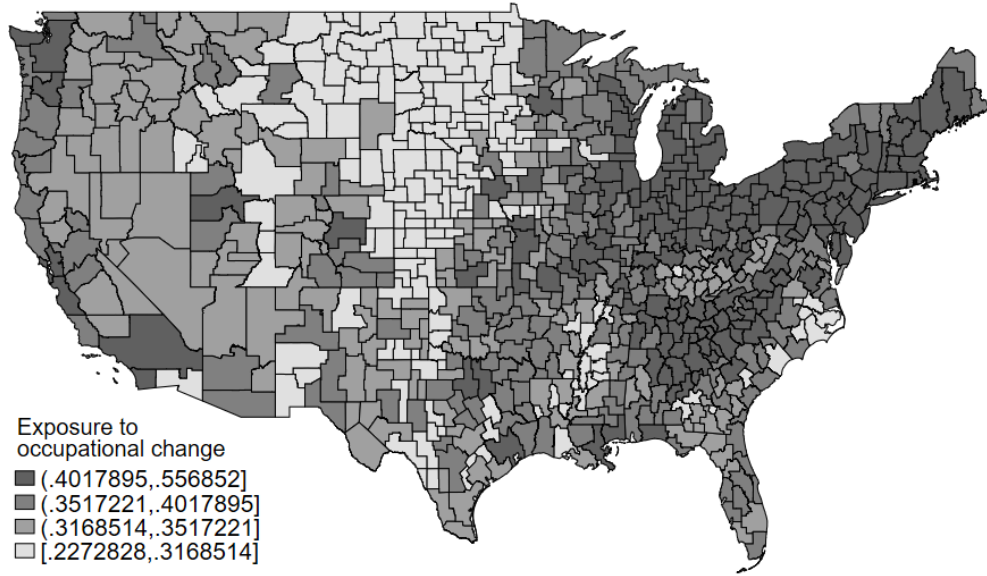 Exposure to
occupational change
(.4017895,.556852]
(.3517221,.4017895]
(.3168514,.3517221]
[.2272828,.3168514]